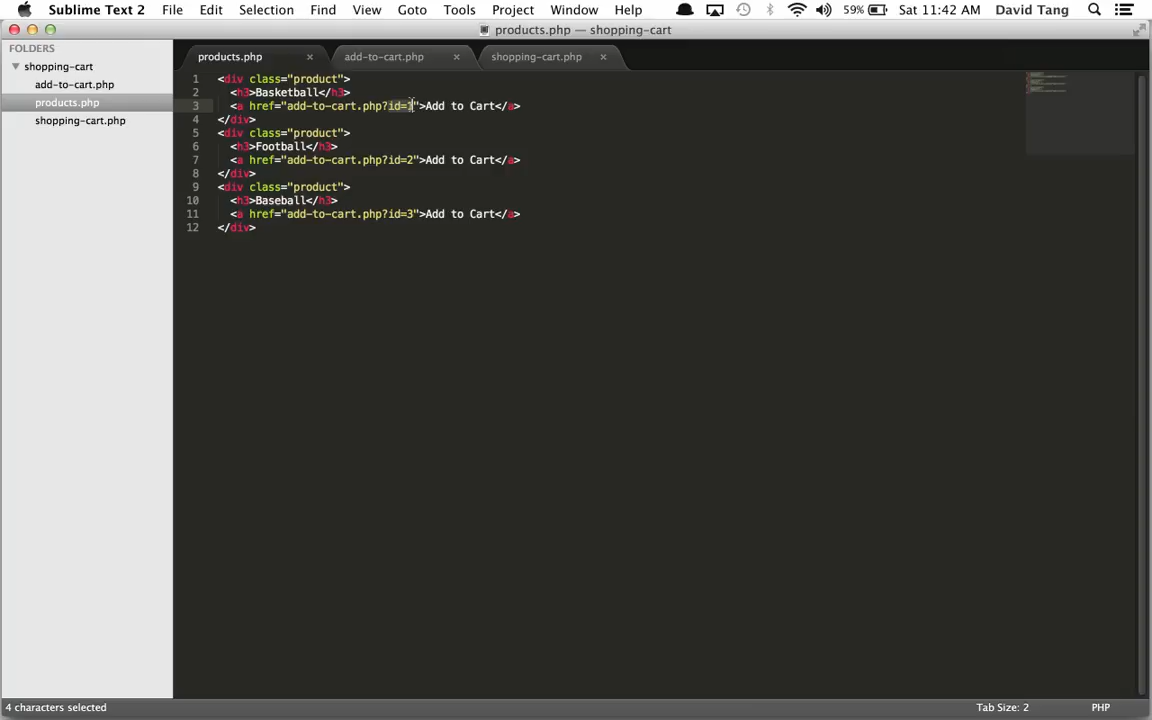 Sublime Text 2 File Edit Selection Find View Goto Tools Project Window Help 59% Sat 11:42 AM David Tang
products.php — shopping-cart
FOLDERS
shopping-cart
add-to-cart.php
products.php
shopping-cart.php
products.php × add-to-cart.php × shopping-cart.php ×
1 <div class="product">
2 <h3>Basketball</h3>
3 <a href="add-to-cart.php?id=1">Add to Cart</a>
4 </div>
5 <div class="product">
6 <h3>Football</h3>
7 <a href="add-to-cart.php?id=2">Add to Cart</a>
8 </div>
9 <div class="product">
10 <h3>Baseball</h3>
11 <a href="add-to-cart.php?id=3">Add to Cart</a>
12 </div>
4 characters selected Tab Size: 2 PHP